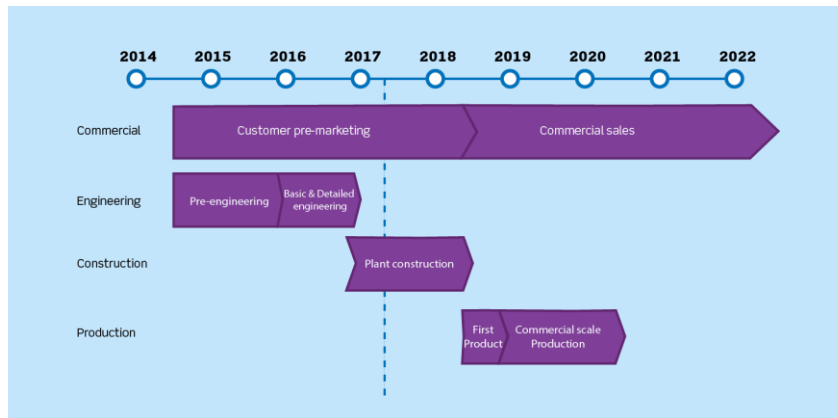 2014 2015 2016 2017 2018 2019 2020 2021 2022
Commercial
Customer pre-marketing
Commercial sales
Engineering
Pre-engineering
Basic & Detailed
engineering
Construction
Plant construction
Production
First
Product
Commercial scale
Production